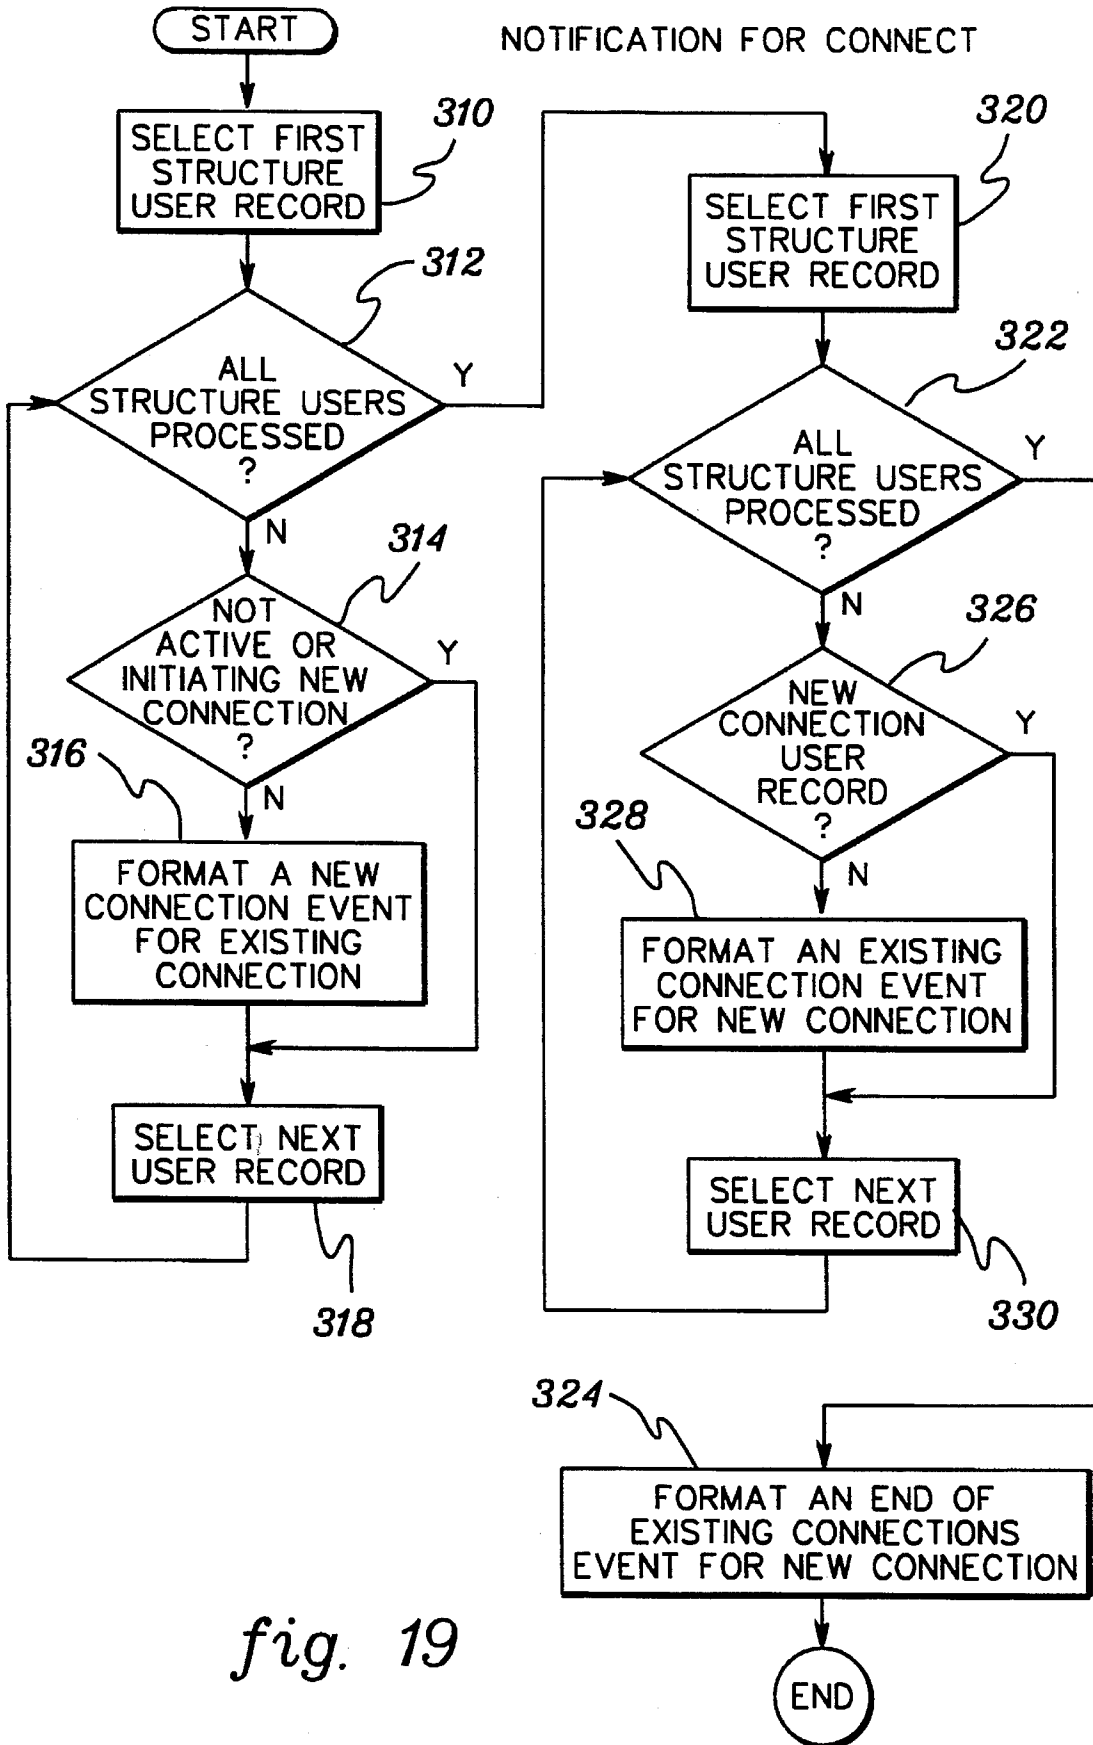 START
NOTIFICATION FOR CONNECT
310
SELECT FIRST
STRUCTURE
USER RECORD
312
ALL
STRUCTURE USERS
PROCESSED
?
Y
N
314
NOT
ACTIVE OR
INITIATING NEW
CONNECTION
?
Y
N
316
FORMAT A NEW
CONNECTION EVENT
FOR EXISTING
CONNECTION
SELECT NEXT
USER RECORD
318
320
SELECT FIRST
STRUCTURE
USER RECORD
322
ALL
STRUCTURE USERS
PROCESSED
?
Y
N
326
NEW
CONNECTION
USER
RECORD
?
Y
N
328
FORMAT AN EXISTING
CONNECTION EVENT
FOR NEW CONNECTION
SELECT NEXT
USER RECORD
330
324
FORMAT AN END OF
EXISTING CONNECTIONS
EVENT FOR NEW CONNECTION
END
fig. 19